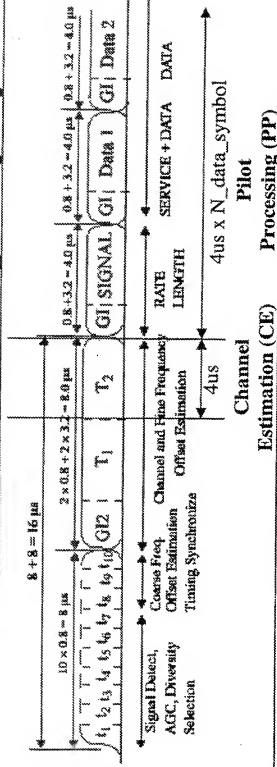 8 + 8 = 16 μs
10 x 0.8 = 8 μs
2 x 0.8 + 2 x 3.2 = 8.0 μs
0.8 + 3.2 = 4.0 μs
0.8 + 3.2 = 4.0 μs
0.8 + 3.2 = 4.0 μs
t1 t2 t3 t4 t5 t6 t7 t8 t9 t10
GI2 T1 T2
GI SIGNAL
GI Data 1
GI Data 2
Signal Detect,
AGC, Diversity
Selection
Coarse Freq.
Offset Estimation
Timing Synchronize
Channel and Fine Frequency
Offset Estimation
RATE
LENGTH
SERVICE + DATA
DATA
4us
4us x N_data_symbol
Channel
Estimation (CE)
Pilot
Processing (PP)